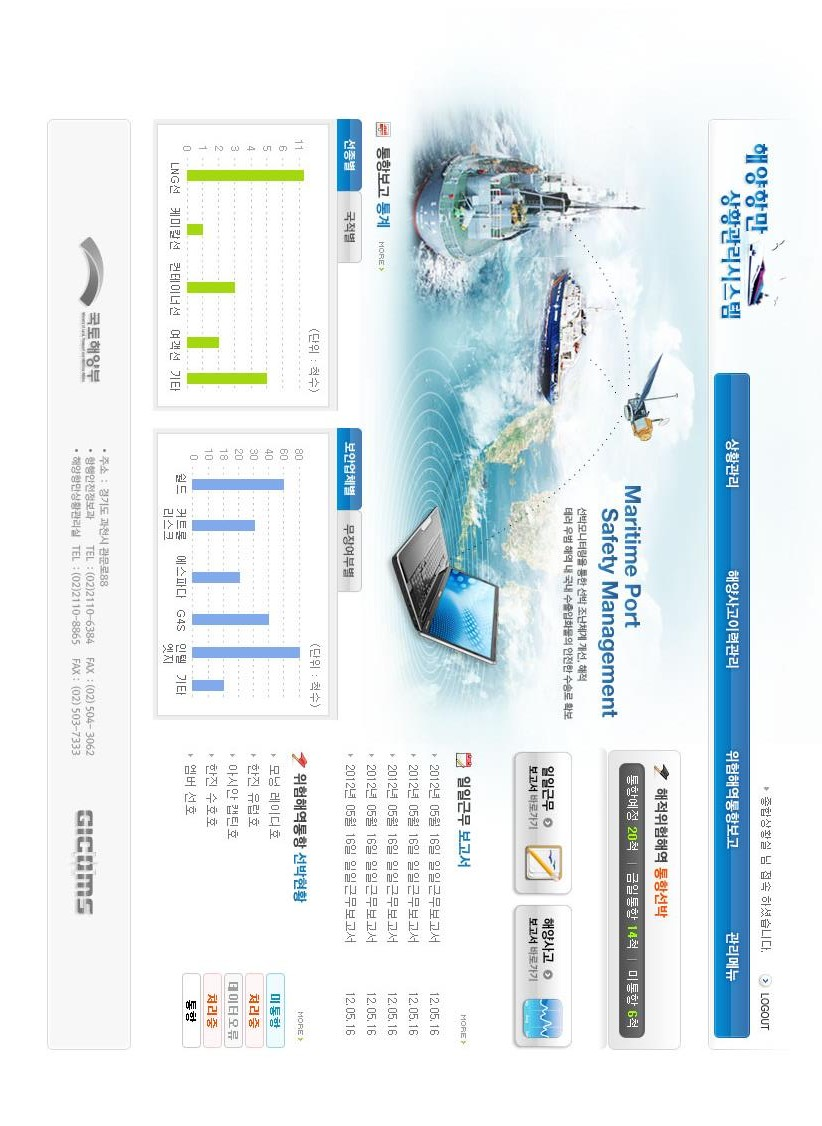 해양항만
상황관리시스템
종합상황실 님 접속 하셨습니다.
LOGOUT
상황관리
해양사고이력관리
위험해역통항보고
관리메뉴
Maritime Port
Safety Management
선박모니터링을 통한 선박 조난체계 개선, 해적
테러 우범 해역 내 국내 수출입화물의 안전한 수송로 확보
해적위험해역 통항선박
통항예정 20척 | 금일통항 14척 | 미통항 6척
일일근무
보고서 바로가기
해양사고
보고서 바로가기
통항보고 통계 MORE
선종별 국적별
(단위 : 척수)
11
6
5
4
3
2
1
0
LNG선 케미칼선 컨테이너선 여객선 기타
보안업체별 무장여부별
(단위 : 척수)
80
60
40
30
20
18
10
0
쉴드 커트롤 리스크 에스피다 G4S 인텔 엣지 기타
일일근무 보고서 MORE
2012년 05월 16일 일일근무보고서 12.05.16
2012년 05월 16일 일일근무보고서 12.05.16
2012년 05월 16일 일일근무보고서 12.05.16
2012년 05월 16일 일일근무보고서 12.05.16
2012년 05월 16일 일일근무보고서 12.05.16
위험해역통항 선박현황 MORE
모닝 레이디호 미통항
한진 유럽호 처리중
아시안 캡틴호 데이터오류
한진 수호호 처리중
엠버 선호 통항
국토해양부
주소 : 경기도 과천시 관문로88
항행안전정보과 TEL : (02)2110-6384 FAX : (02) 504- 3062
해양항만상황관리실 TEL : (02)2110-8865 FAX : (02) 503-7333
GICOMS